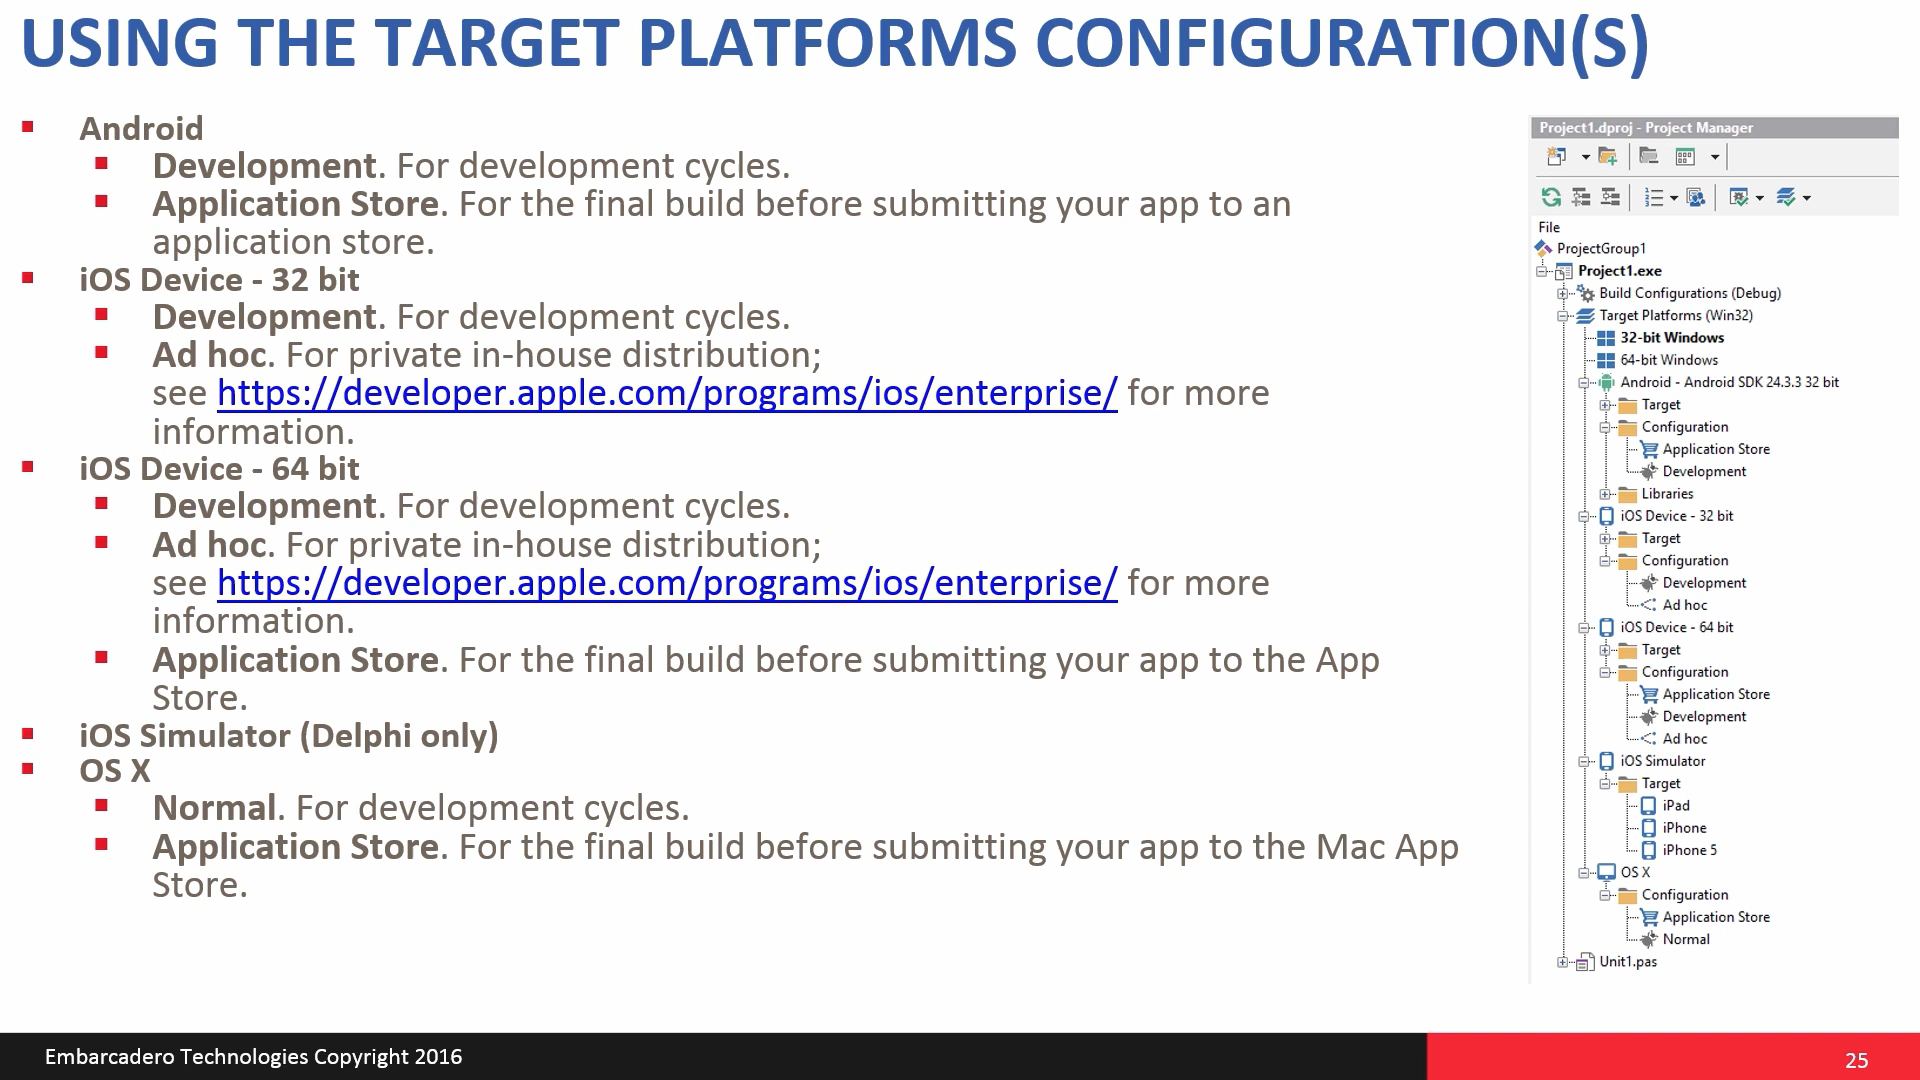 USING THE TARGET PLATFORMS CONFIGURATION(S)
Android
Development. For development cycles.
Application Store. For the final build before submitting your app to an
application store.
iOS Device - 32 bit
Development. For development cycles.
Ad hoc. For private in-house distribution;
see https://developer.apple.com/programs/ios/enterprise/ for more
information.
iOS Device - 64 bit
Development. For development cycles.
Ad hoc. For private in-house distribution;
see https://developer.apple.com/programs/ios/enterprise/ for more
information.
Application Store. For the final build before submitting your app to the App
Store.
iOS Simulator (Delphi only)
OS X
Normal. For development cycles.
Application Store. For the final build before submitting your app to the Mac App
Store.
Project1.dproj - Project Manager
File
ProjectGroup1
Project1.exe
Build Configurations (Debug)
Target Platforms (Win32)
32-bit Windows
64-bit Windows
Android - Android SDK 24.3.3 32 bit
Target
Configuration
Application Store
Development
Libraries
iOS Device - 32 bit
Target
Configuration
Development
Ad hoc
iOS Device - 64 bit
Target
Configuration
Application Store
Development
Ad hoc
iOS Simulator
Target
iPad
iPhone
iPhone 5
OS X
Configuration
Application Store
Normal
Unit1.pas
Embarcadero Technologies Copyright 2016
25